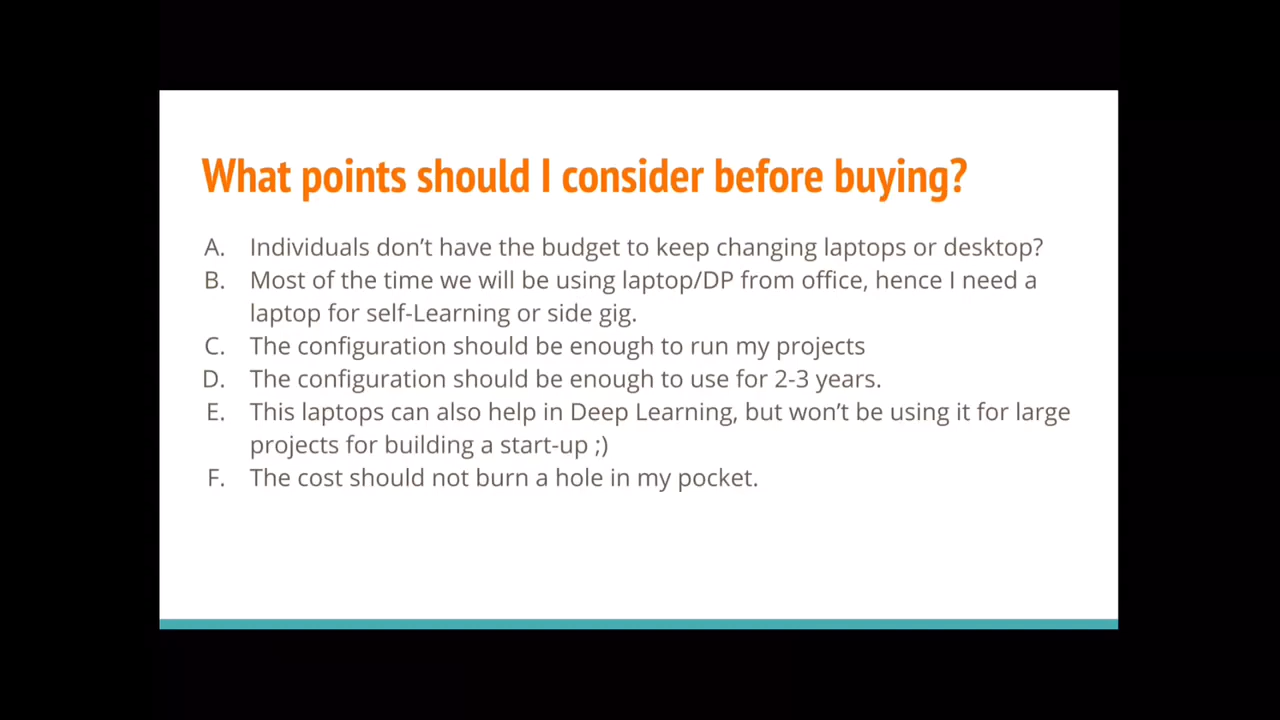 What points should I consider before buying?
A. Individuals don't have the budget to keep changing laptops or desktop?
B. Most of the time we will be using laptop/DP from office, hence I need a
laptop for self-Learning or side gig.
C. The configuration should be enough to run my projects
D. The configuration should be enough to use for 2-3 years.
E. This laptops can also help in Deep Learning, but won't be using it for large
projects for building a start-up ;)
F. The cost should not burn a hole in my pocket.